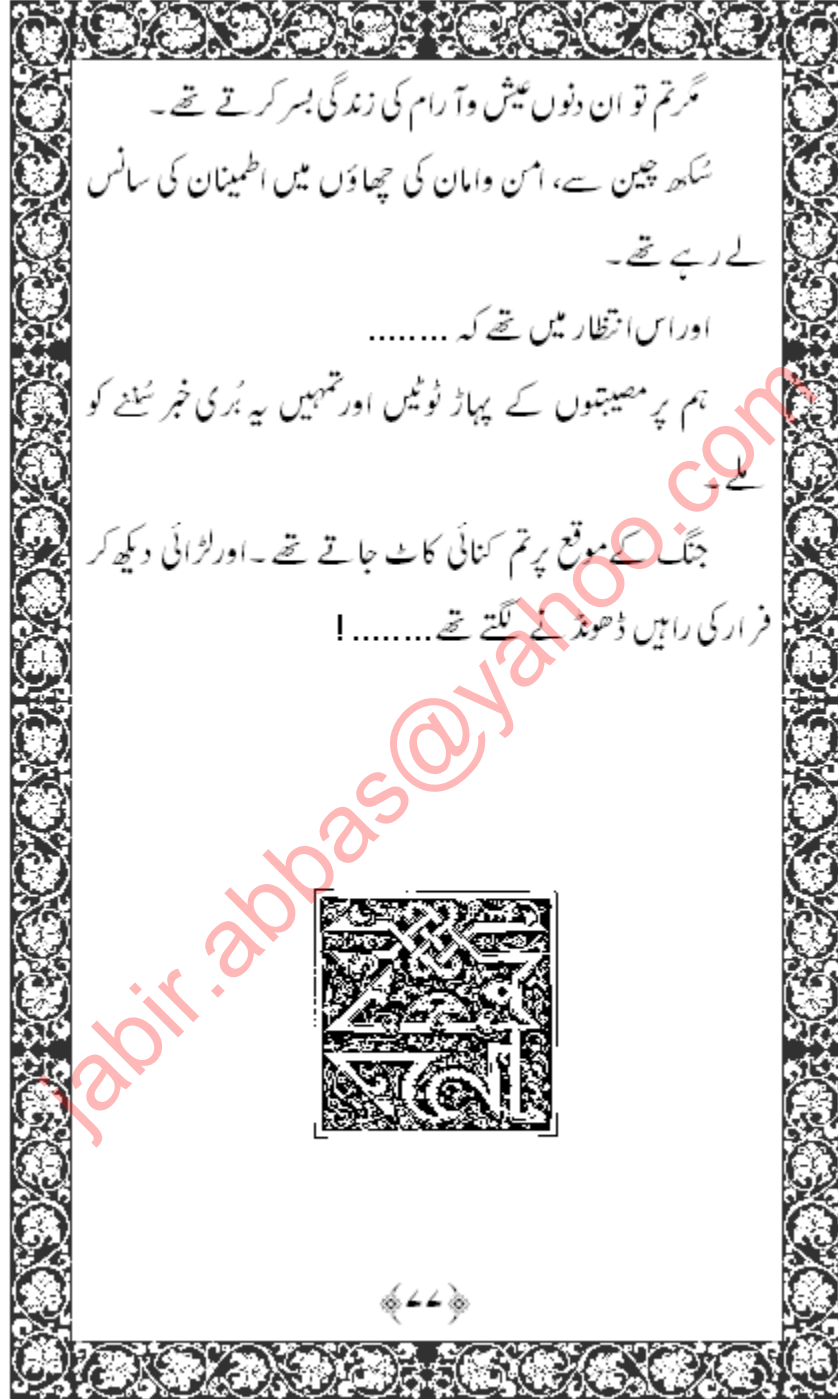 مگر تم تو ان دنوں عیش و آرام کی زندگی بسر کرتے تھے۔
سُکھ چین سے، امن وامان کی چھاؤں میں اطمینان کی سانس
لے رہے تھے۔
اور اس انتظار میں تھے کہ ........
ہم پر مصیبتوں کے پہاڑ ٹوٹیں اور تمہیں یہ بُری خبر سُننے کو
ملے۔
جنگ کے موقع پر تم کنائی کاٹ جاتے تھے۔ اور لڑائی دیکھ کر
فرار کی راہیں ڈھونڈنے لگتے تھے........!
jabir.abbas@yahoo.com
﴿۷۷﴾